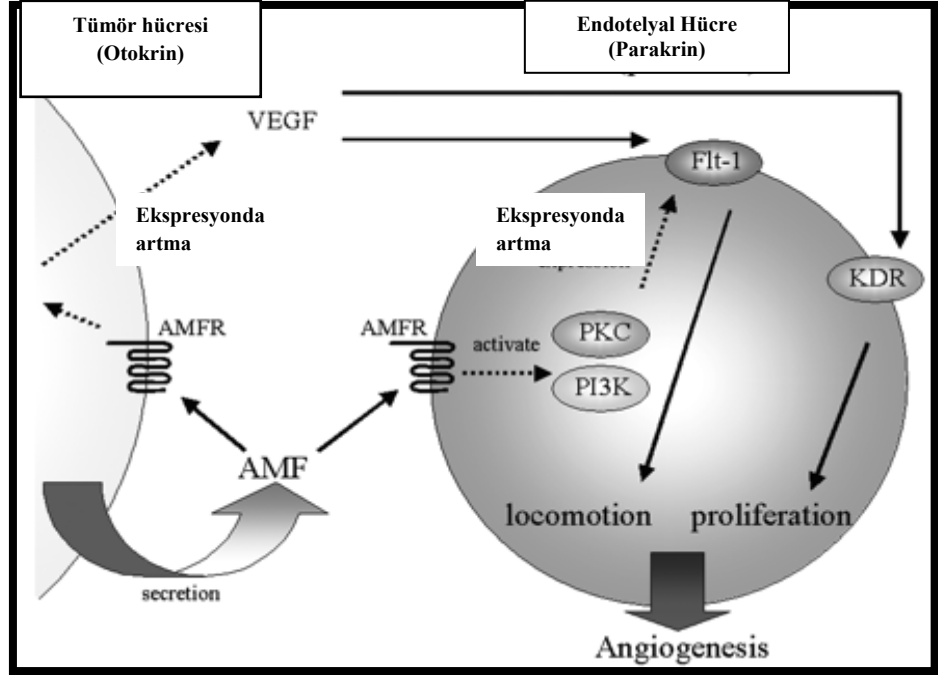 Tümör hücresi
(Otokrin)
Endotelyal Hücre
(Parakrin)
VEGF
Flt-1
Ekspresyonda
artma
Ekspresyonda
artma
KDR
AMFR
AMFR
activate
PKC
PI3K
AMF
locomotion proliferation
secretion
Angiogenesis